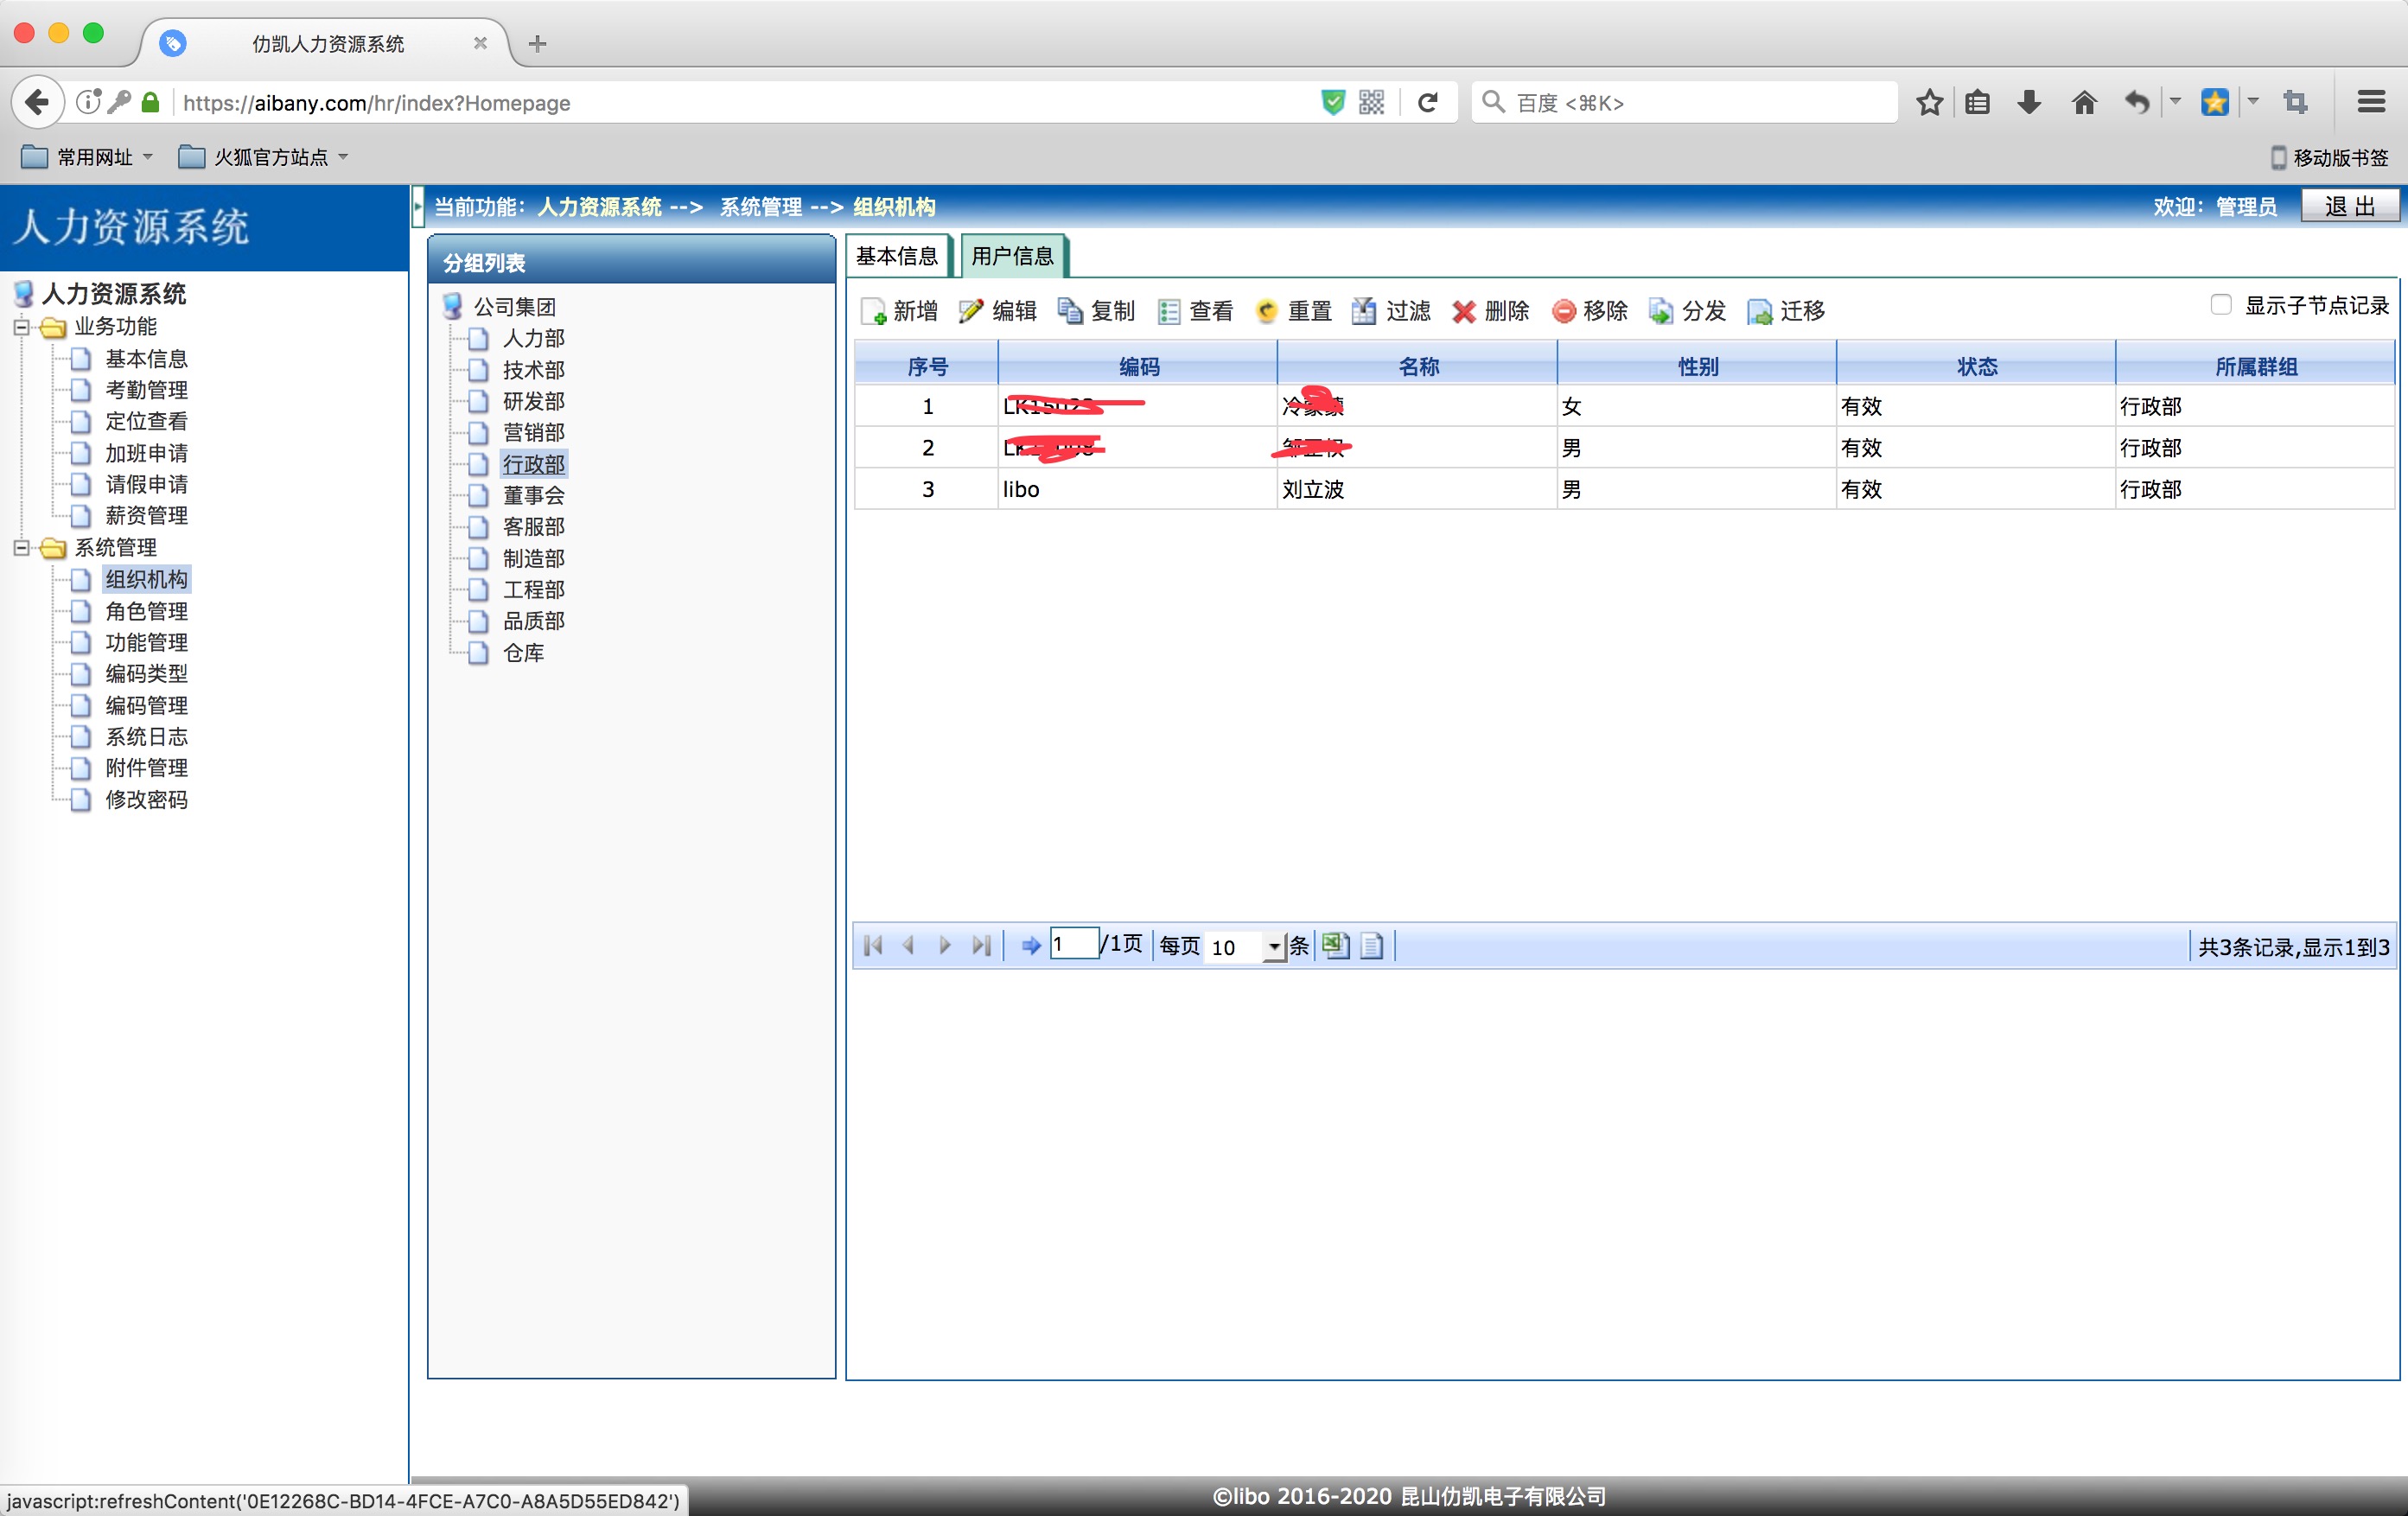 仂凯人力资源系统
https://aibany.com/hr/index?Homepage
百度 <⌘K>
常用网址
火狐官方站点
移动版书签
人力资源系统
当前功能：人力资源系统 --> 系统管理 --> 组织机构
欢迎：管理员
退 出
人力资源系统
业务功能
基本信息
考勤管理
定位查看
加班申请
请假申请
薪资管理
系统管理
组织机构
角色管理
功能管理
编码类型
编码管理
系统日志
附件管理
修改密码
分组列表
公司集团
人力部
技术部
研发部
营销部
行政部
董事会
客服部
制造部
工程部
品质部
仓库
基本信息 用户信息
新增 编辑 复制 查看 重置 过滤 删除 移除 分发 迁移
显示子节点记录
序号 编码 名称 性别 状态 所属群组
1 女 有效 行政部
2 男 有效 行政部
3 libo 刘立波 男 有效 行政部
1 /1页 每页 10 条
共3条记录,显示1到3
javascript:refreshContent('0E12268C-BD14-4FCE-A7C0-A8A5D55ED842')
©libo 2016-2020 昆山仂凯电子有限公司